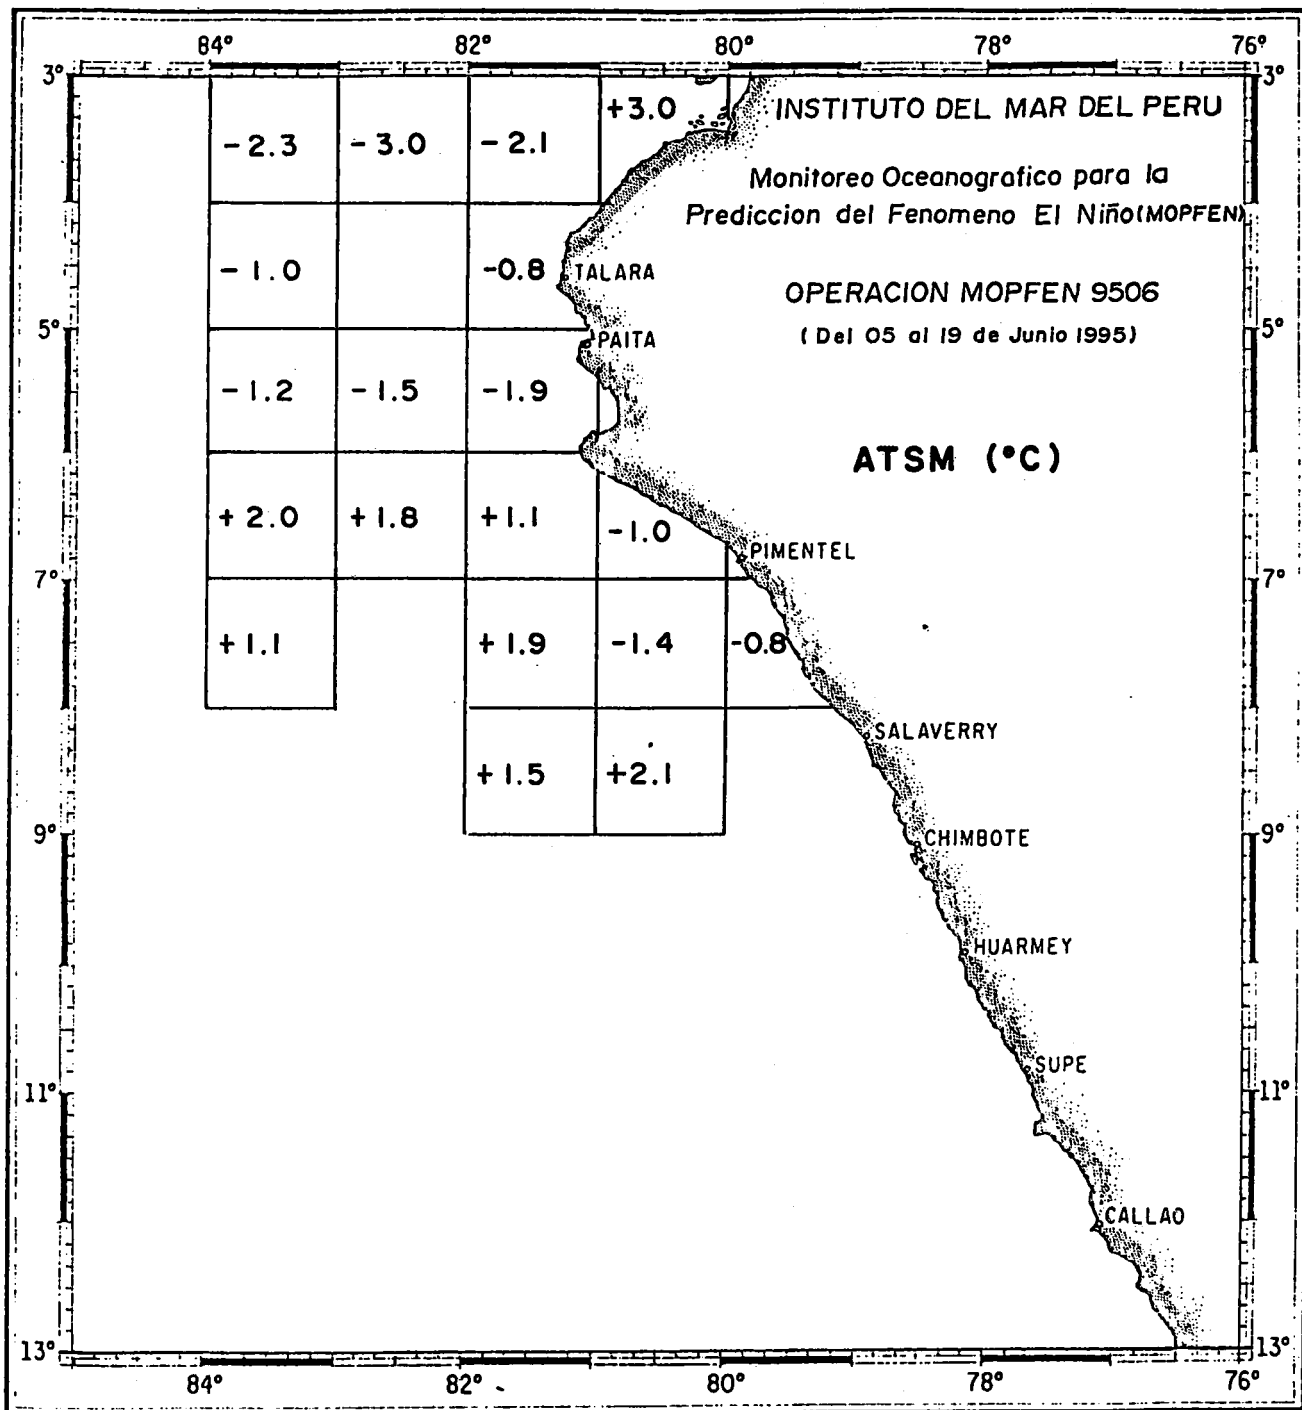 84° 82° 80° 78° 76°
3° 3°
+3.0 INSTITUTO DEL MAR DEL PERU
-2.3 -3.0 -2.1
Monitoreo Oceanografico para la
Prediccion del Fenomeno El Niño (MOPFEN)
-1.0 -0.8 TALARA
OPERACION MOPFEN 9506
5° PAITA (Del 05 al 19 de Junio 1995) 5°
-1.2 -1.5 -1.9
ATSM (°C)
+2.0 +1.8 +1.1 -1.0
PIMENTEL
7° 7°
+1.1 +1.9 -1.4 -0.8
SALAVERRY
+1.5 +2.1
9° CHIMBOTE 9°
HUARMEY
SUPE
11° 11°
CALLAO
13° 13°
84° 82° 80° 78° 76°